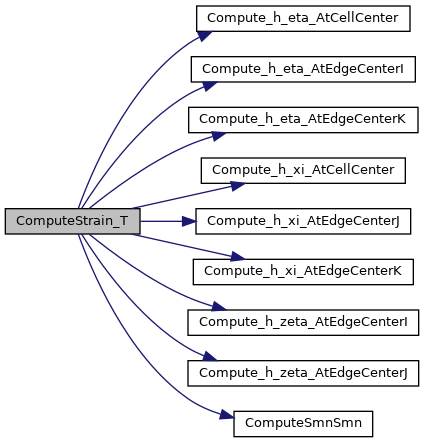 Compute_h_eta_AtCellCenter
Compute_h_eta_AtEdgeCenterI
Compute_h_eta_AtEdgeCenterK
Compute_h_xi_AtCellCenter
ComputeStrain_T
Compute_h_xi_AtEdgeCenterJ
Compute_h_xi_AtEdgeCenterK
Compute_h_zeta_AtEdgeCenterI
Compute_h_zeta_AtEdgeCenterJ
ComputeSmnSmn